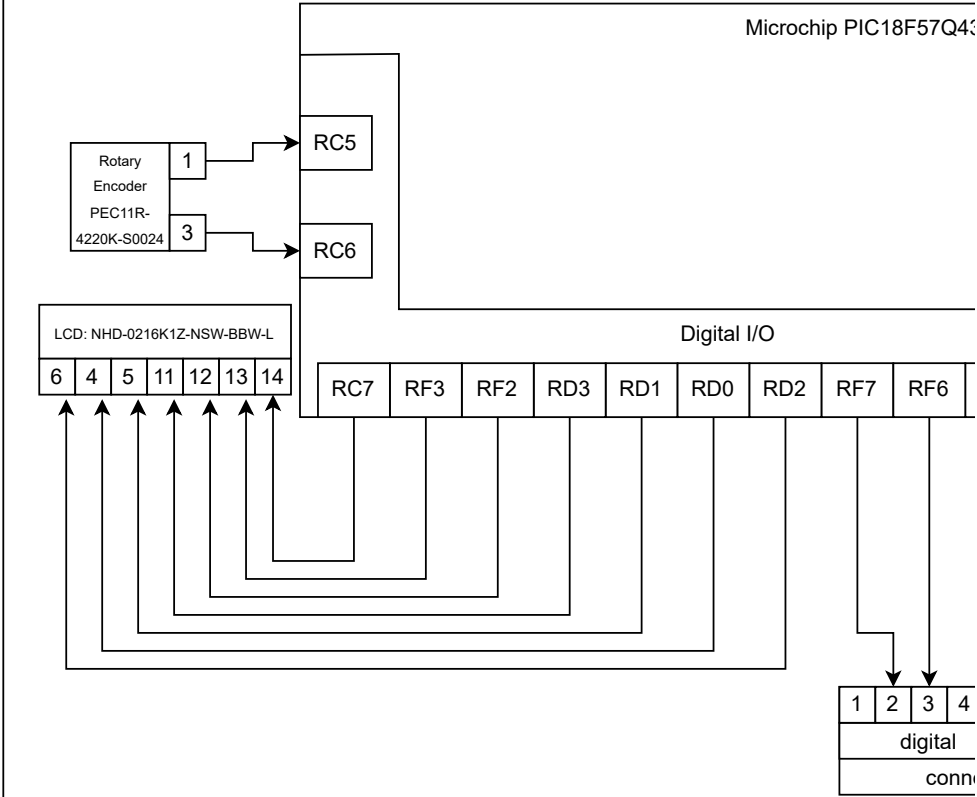 Microchip PIC18F57Q43
RC5
Rotary
Encoder
PEC11R-
4220K-S0024
1
3
RC6
LCD: NHD-0216K1Z-NSW-BBW-L
6 4 5 11 12 13 14
Digital I/O
RC7 RF3 RF2 RD3 RD1 RD0 RD2 RF7 RF6
1 2 3 4
digital